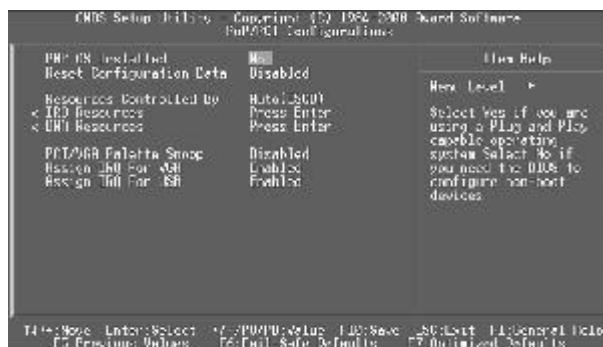 CMOS Setup Utility - Copyright (C) 1984-2000 Award Software
PnP/PCI Configurations
PNP OS Installed No
Reset Configuration Data Disabled
Resources Controlled By Auto(ESCD)
x IRQ Resources Press Enter
x DMA Resources Press Enter
PCI/VGA Palette Snoop Disabled
Assign IRQ For VGA Enabled
Assign IRQ For USB Enabled
Item Help
Menu Level ►
Select Yes if you are
using a Plug and Play
capable operating
system Select No if
you need the BIOS to
configure non-boot
devices
↑↓→←:Move Enter:Select +/-/PU/PD:Value F10:Save ESC:Exit F1:General Help
F5:Previous Values F6:Fail-Safe Defaults F7:Optimized Defaults